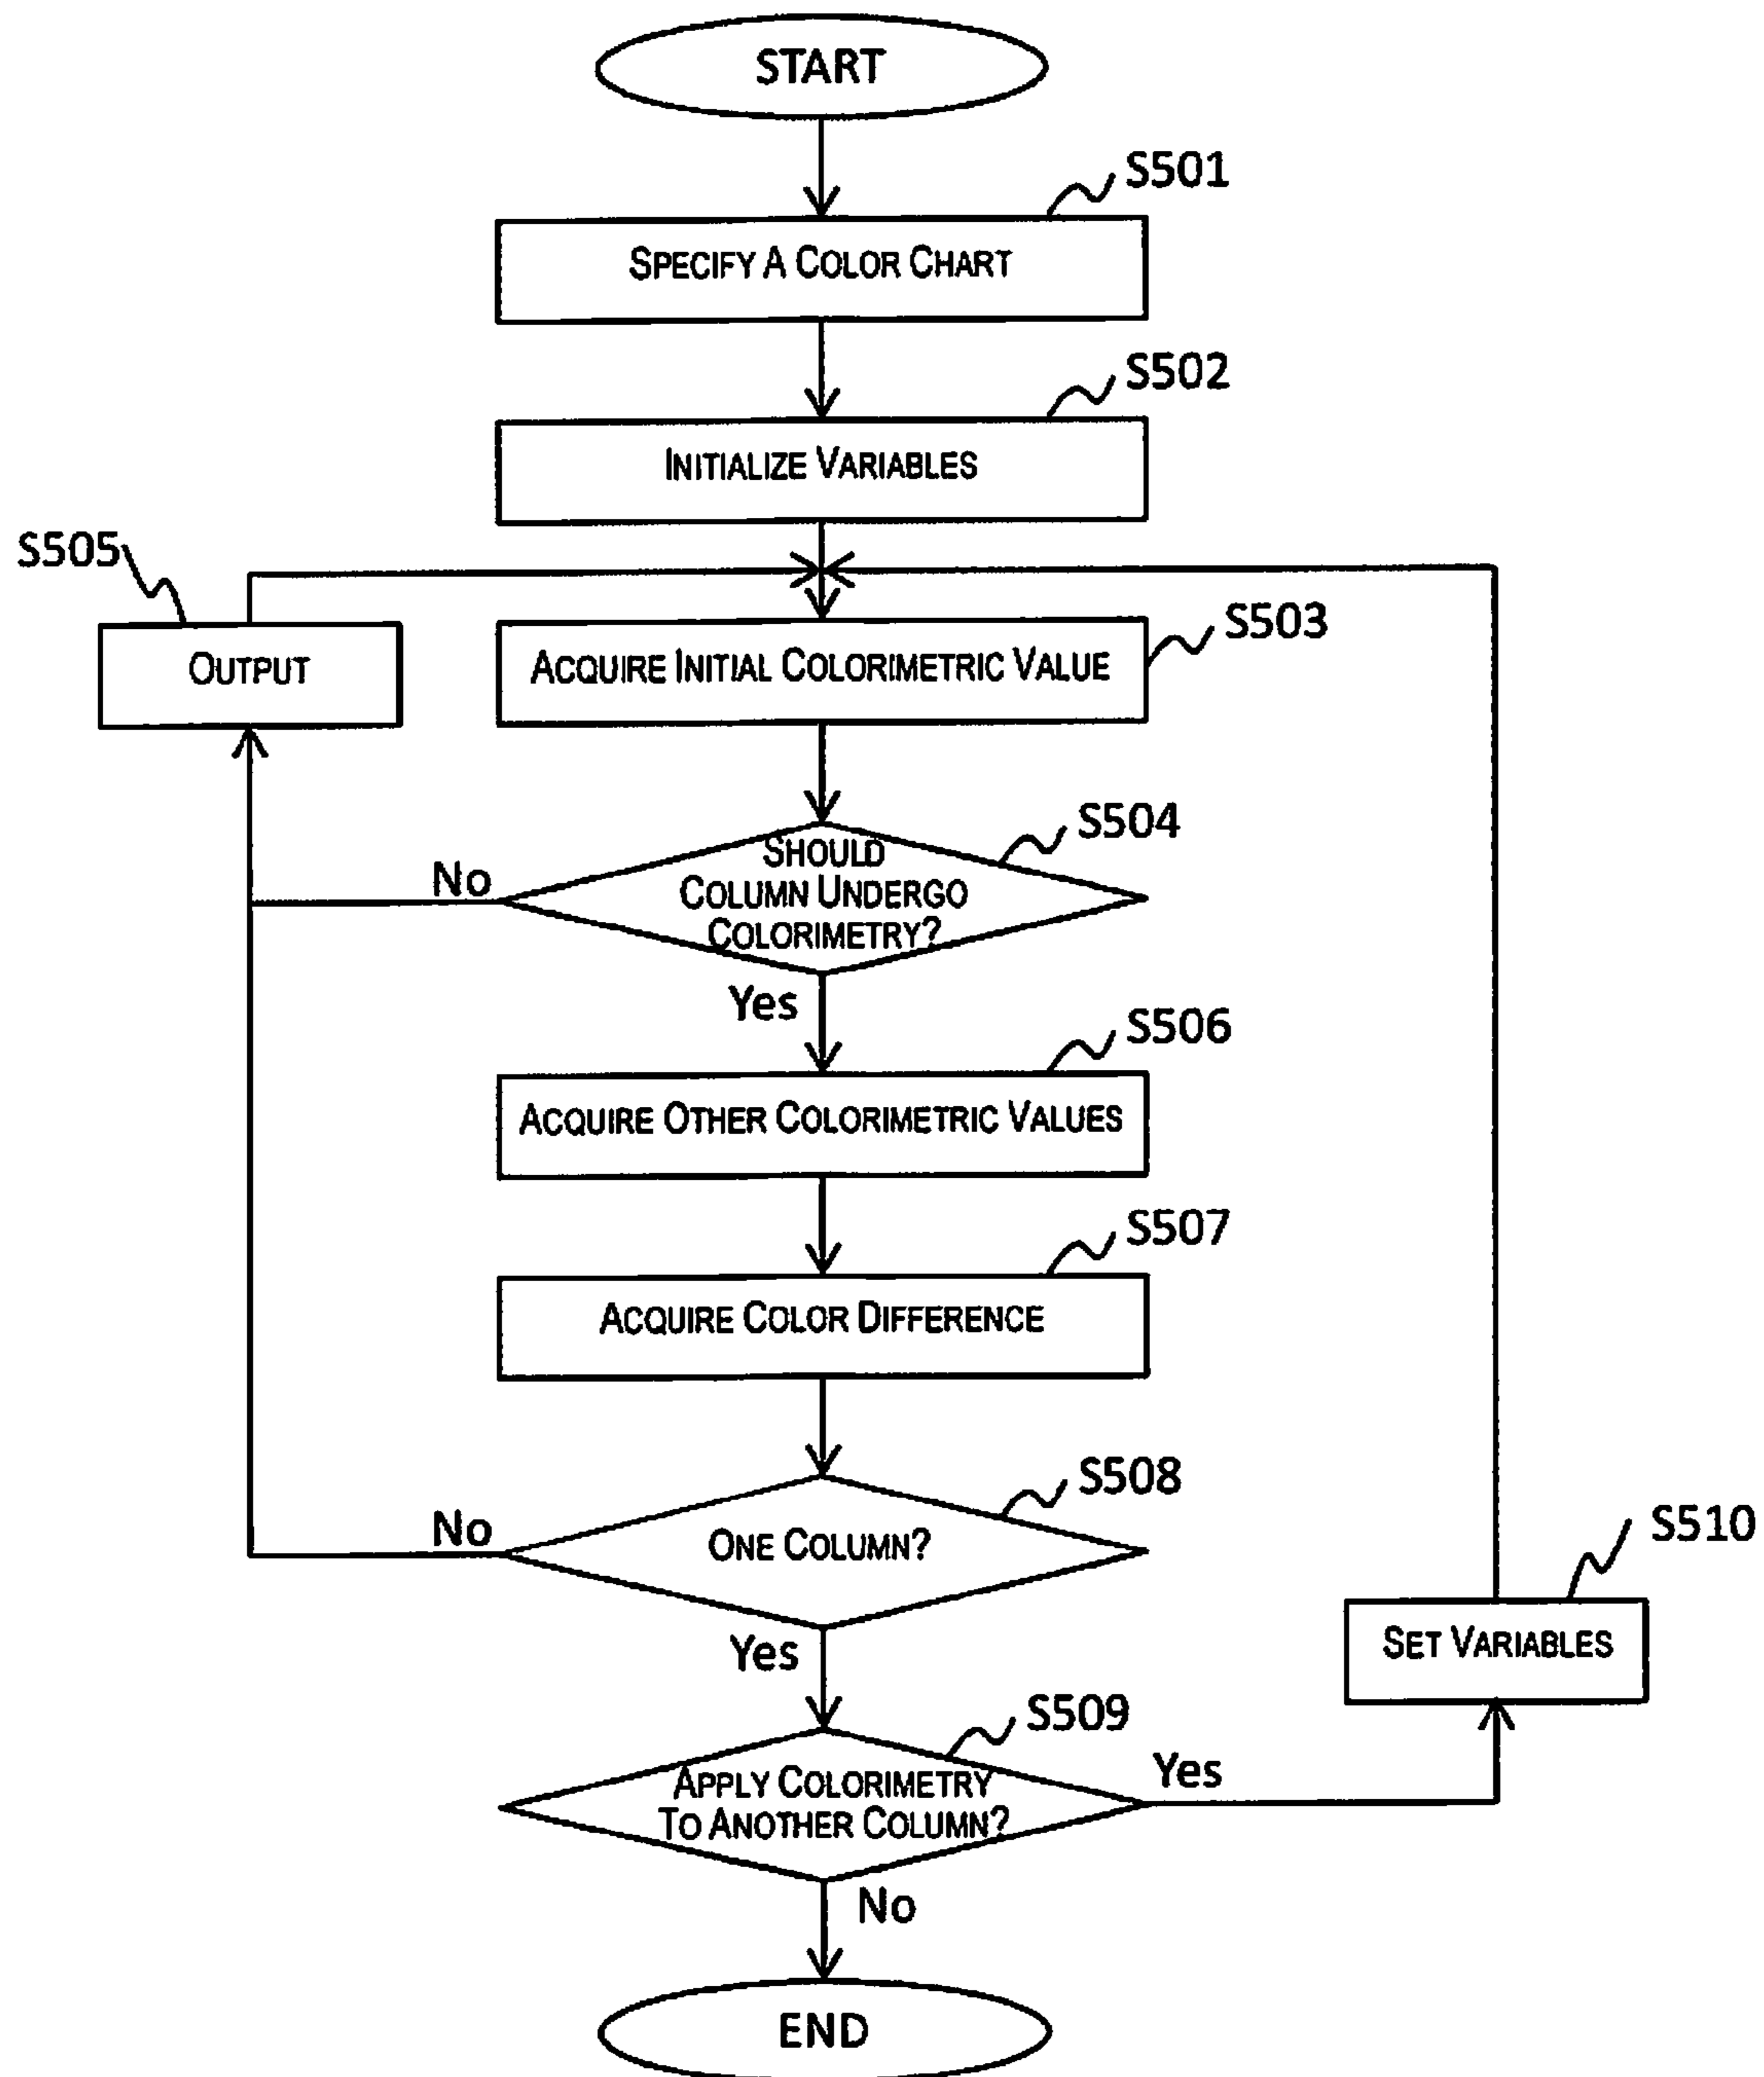 START
S501
SPECIFY A COLOR CHART
S502
INITIALIZE VARIABLES
S505
OUTPUT
S503
ACQUIRE INITIAL COLORIMETRIC VALUE
S504
SHOULD
COLUMN UNDERGO
COLORIMETRY?
No
Yes
S506
ACQUIRE OTHER COLORIMETRIC VALUES
S507
ACQUIRE COLOR DIFFERENCE
S508
ONE COLUMN?
No
Yes
S510
SET VARIABLES
S509
APPLY COLORIMETRY
TO ANOTHER COLUMN?
Yes
No
END